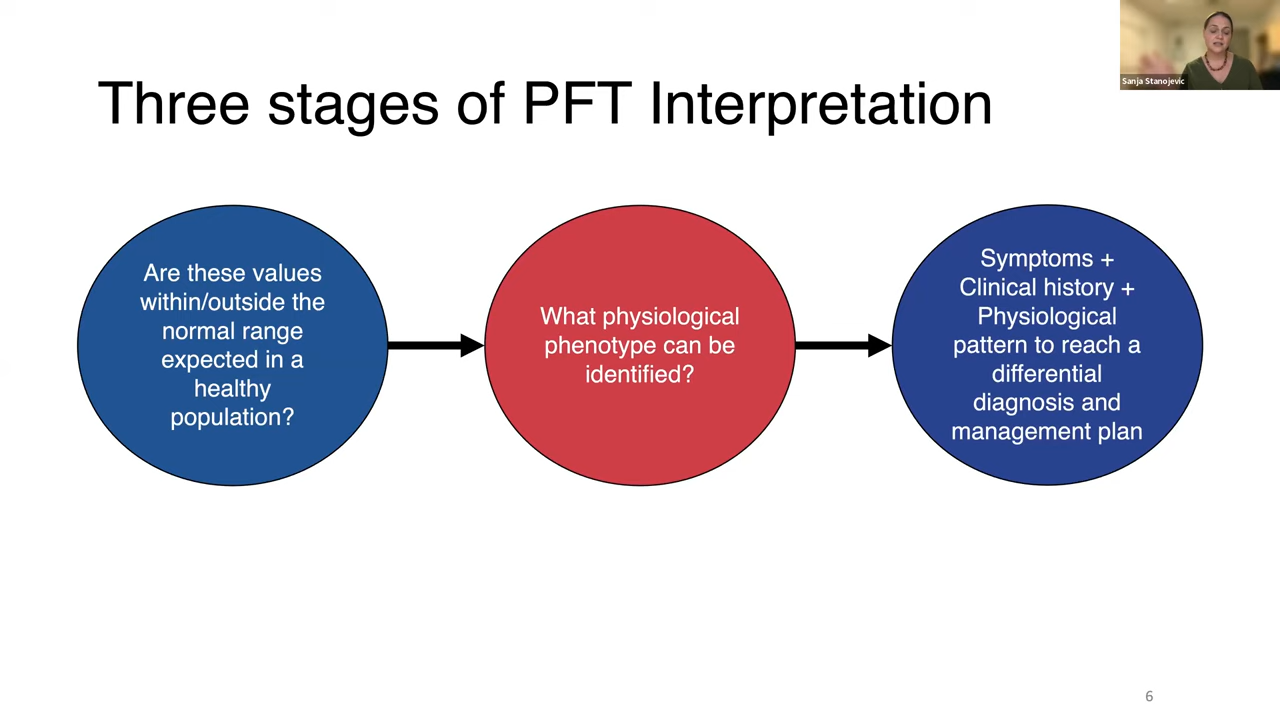 Sanja Stanojevic
Three stages of PFT Interpretation
Are these values
within/outside the
normal range
expected in a
healthy
population?
What physiological
phenotype can be
identified?
Symptoms +
Clinical history +
Physiological
pattern to reach a
differential
diagnosis and
management plan
6